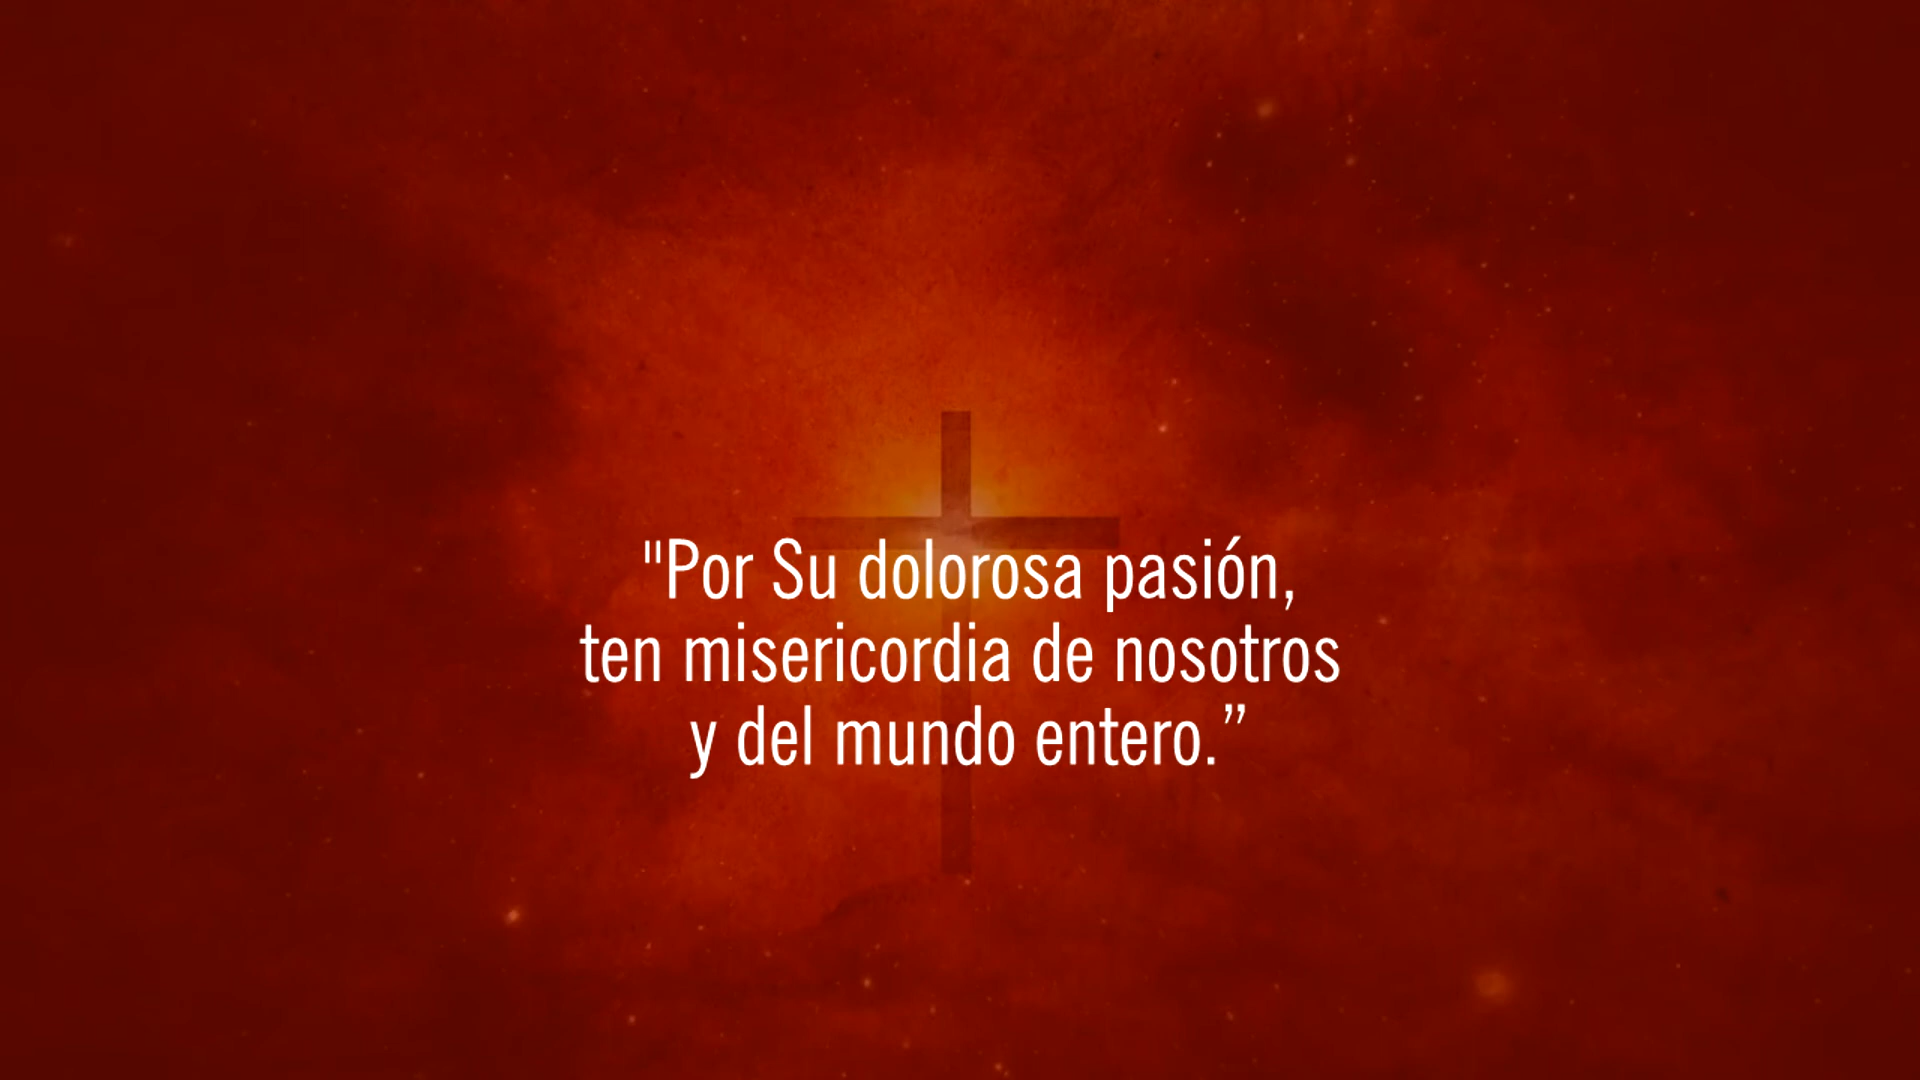 "Por Su dolorosa pasión,
ten misericordia de nosotros
y del mundo entero.”